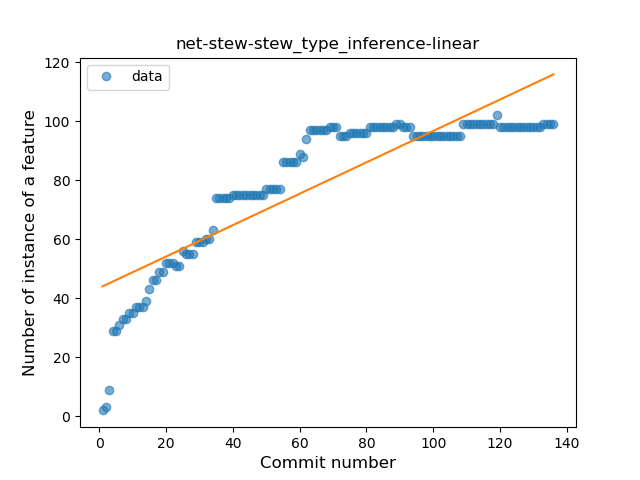 net-stew-stew_type_inference-linear
data
Number of instance of a feature
120
100
80
60
40
20
0
0 20 40 60 80 100 120 140
Commit number